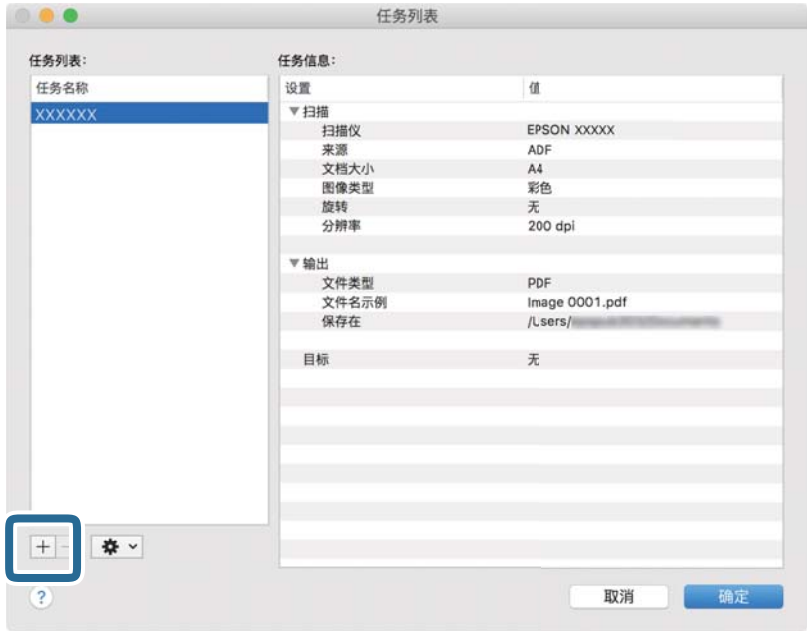 任务列表
任务列表:
任务信息:
任务名称
设置 值
XXXXXX
扫描
扫描仪 EPSON XXXXX
来源 ADF
文档大小 A4
图像类型 彩色
旋转 无
分辨率 200 dpi
输出
文件类型 PDF
文件名示例 Image 0001.pdf
保存在 /Users/
目标 无
+ -
?
取消 确定